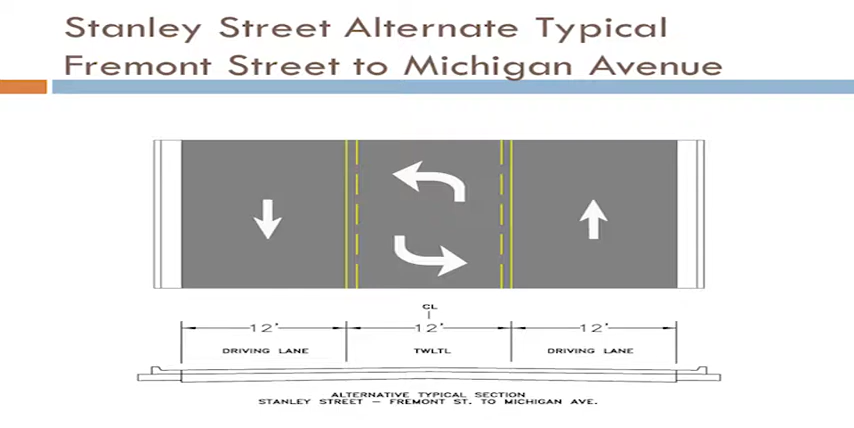 Stanley Street Alternate Typical
Fremont Street to Michigan Avenue
CL
12' 12' 12'
DRIVING LANE TWLTL DRIVING LANE
ALTERNATIVE TYPICAL SECTION
STANLEY STREET – FREMONT ST. TO MICHIGAN AVE.